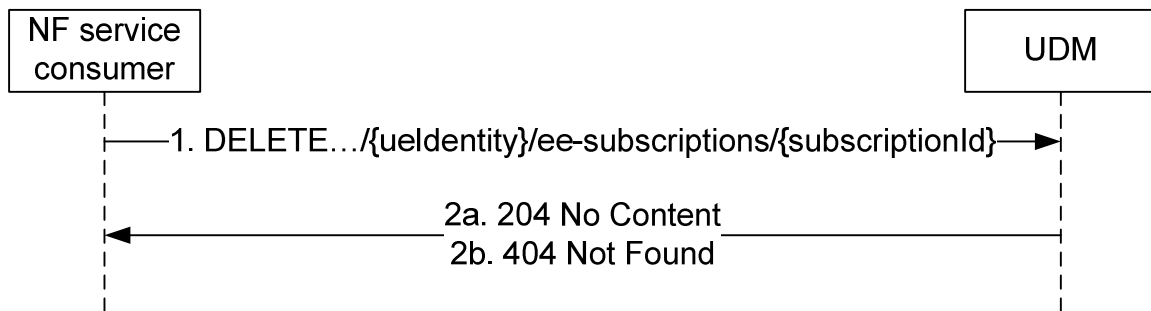 NF service
consumer
UDM
1. DELETE…/{ueIdentity}/ee-subscriptions/{subscriptionId}
2a. 204 No Content
2b. 404 Not Found